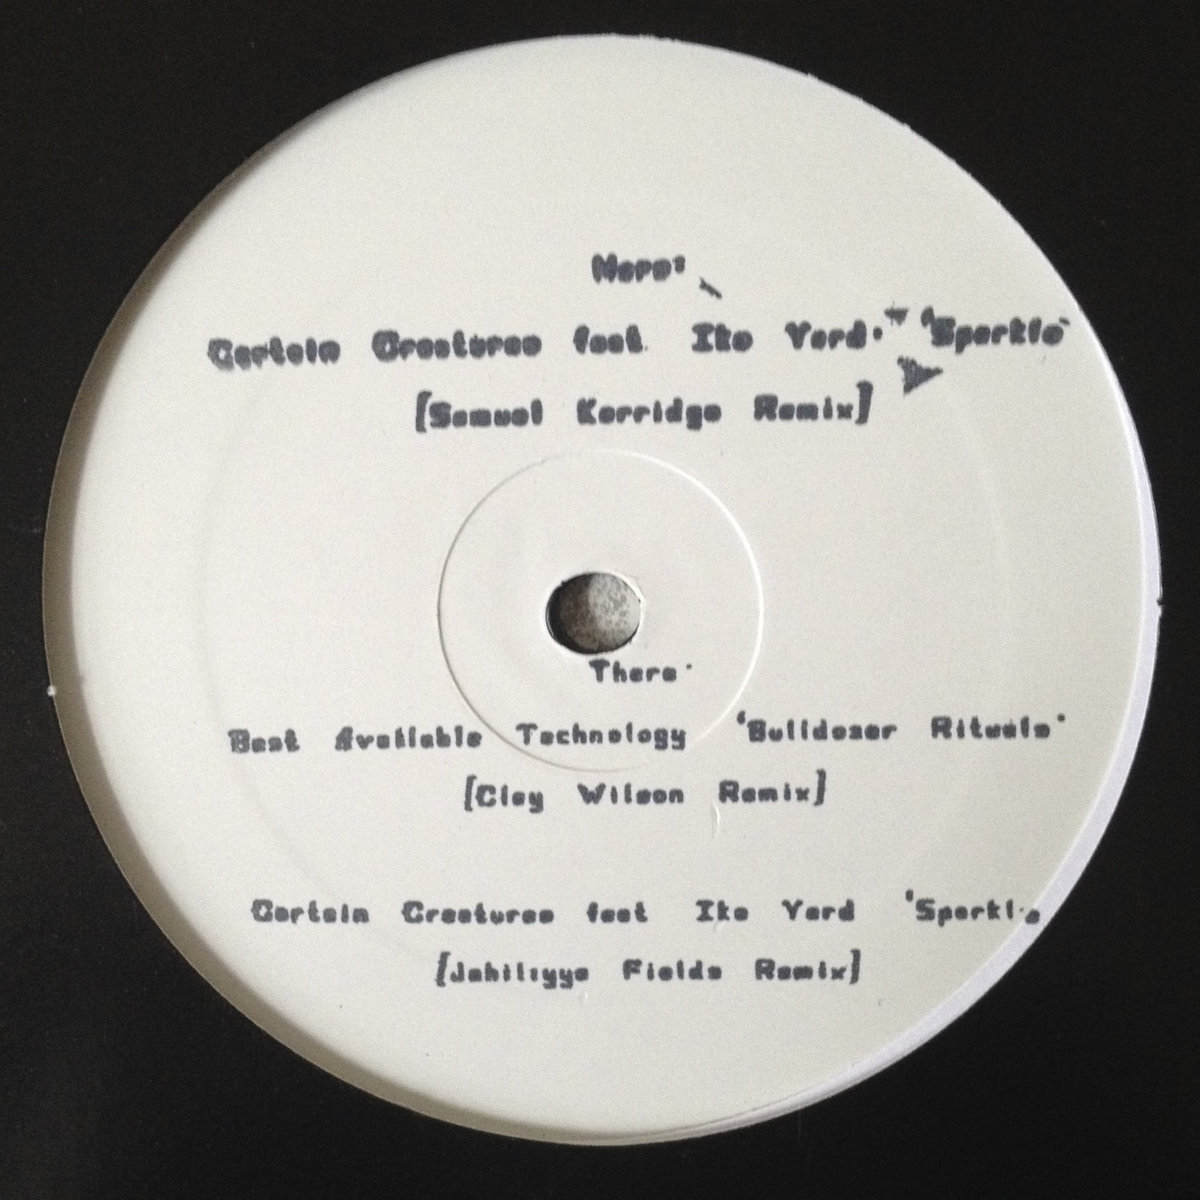 Here:
Certain Creatures feat. Ike Yard. 'Sparkle'
[Samuel Kerridge Remix]
There:
Best Available Technology 'Bulldozer Rituals'
[Clay Wilson Remix]
Certain Creatures feat Ike Yard 'Sparkle
[Jahiliyya Fields Remix]